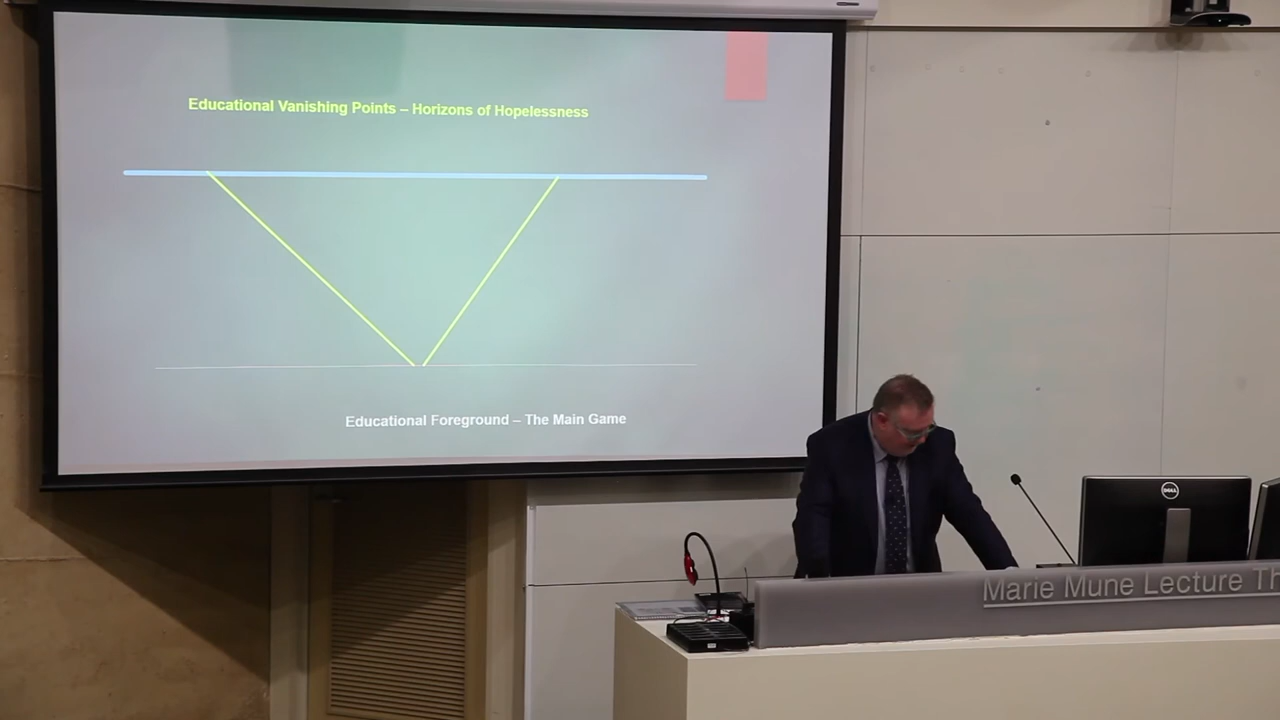 Educational Vanishing Points – Horizons of Hopelessness
Educational Foreground – The Main Game
DELL
Marie Mune Lecture Th